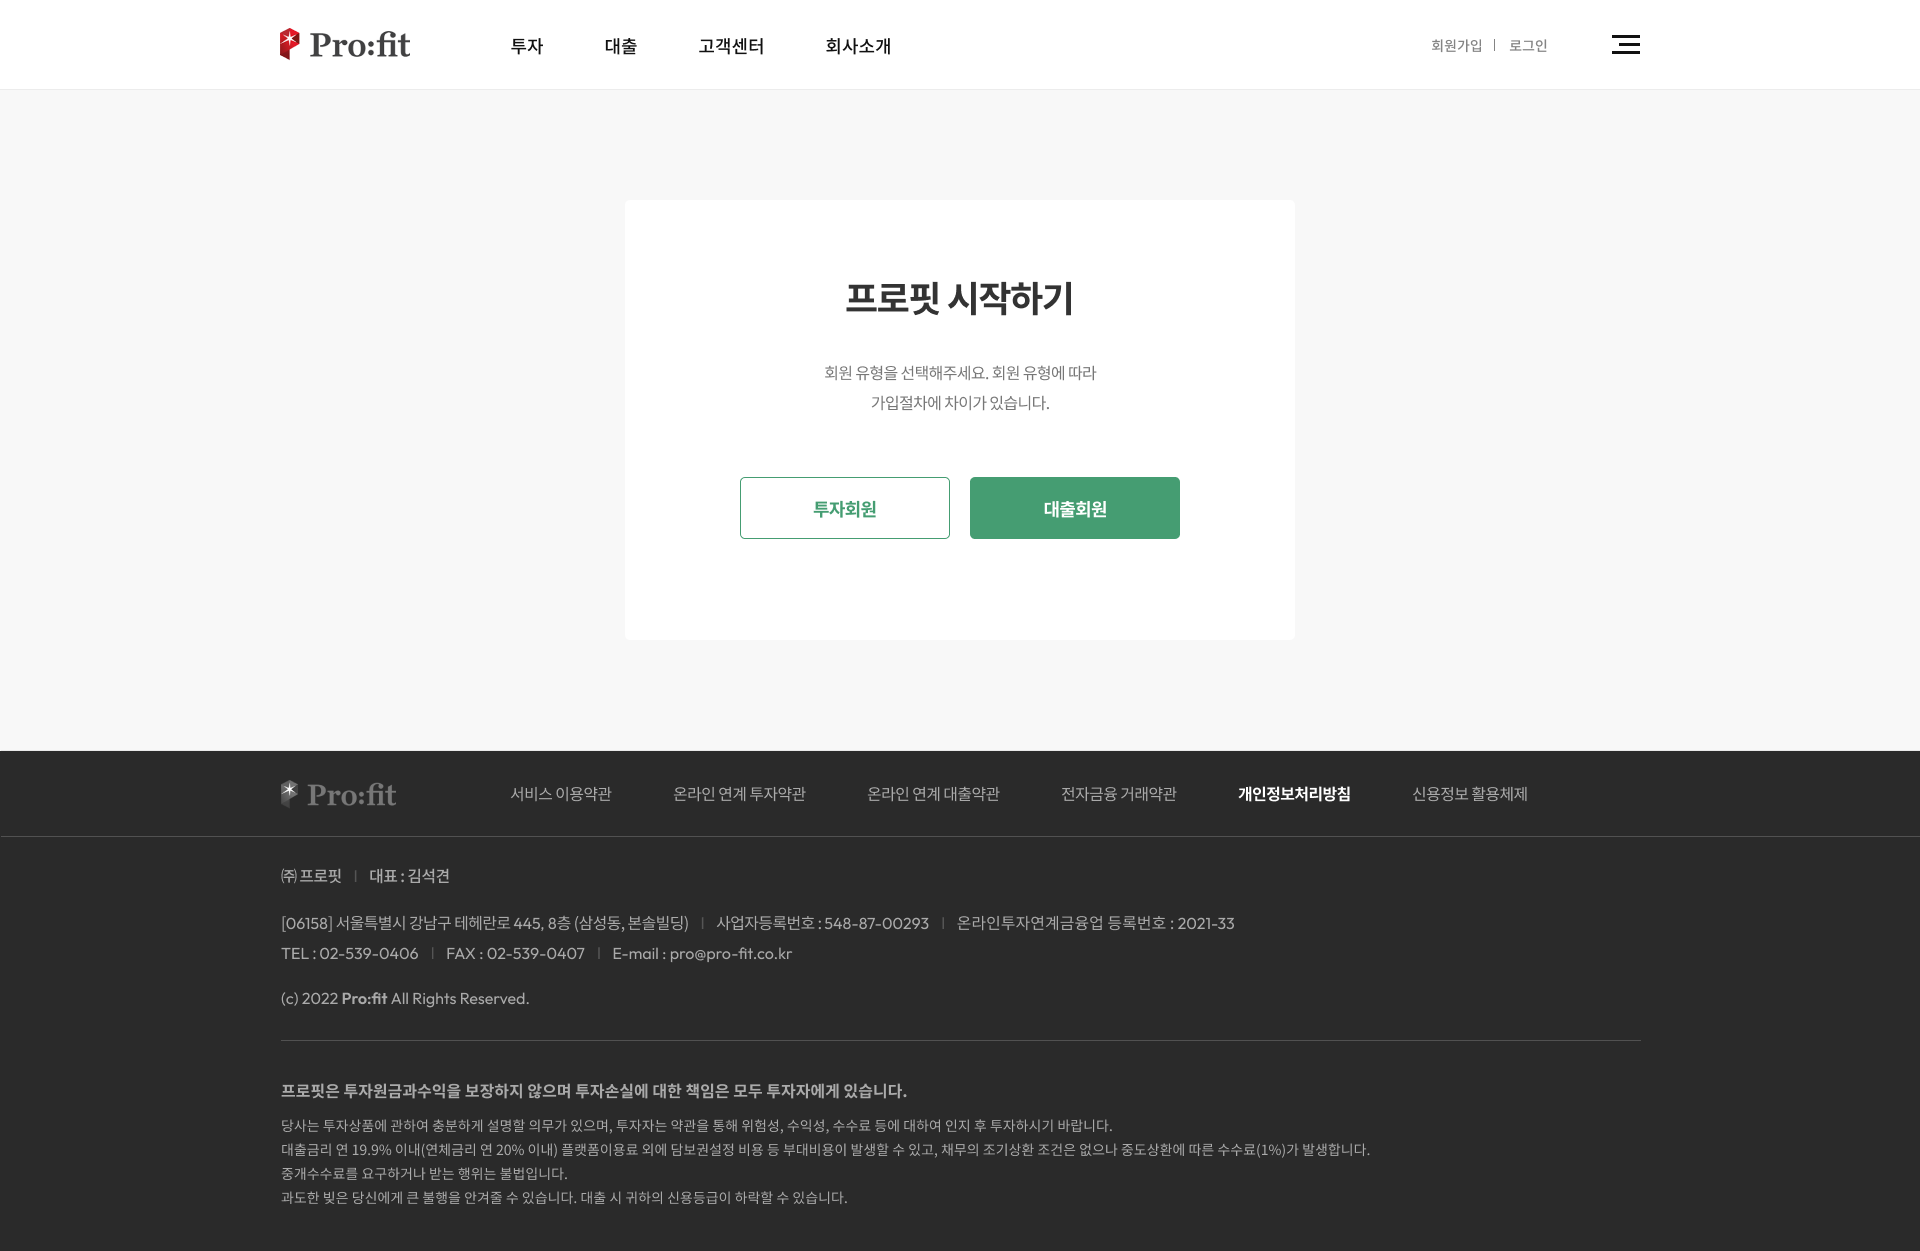 Pro:fit 투자 대출 고객센터 회사소개 회원가입 | 로그인
프로핏 시작하기
회원 유형을 선택해주세요. 회원 유형에 따라
가입절차에 차이가 있습니다.
투자회원 대출회원
Pro:fit 서비스 이용약관 온라인 연계 투자약관 온라인 연계 대출약관 전자금융 거래약관 개인정보처리방침 신용정보 활용체제
㈜ 프로핏 | 대표 : 김석견
[06158] 서울특별시 강남구 테헤란로 445, 8층 (삼성동, 본솔빌딩) | 사업자등록번호 : 548-87-00293 | 온라인투자연계금융업 등록번호 : 2021-33
TEL : 02-539-0406 | FAX : 02-539-0407 | E-mail : pro@pro-fit.co.kr
(c) 2022 Pro:fit All Rights Reserved.
프로핏은 투자원금과수익을 보장하지 않으며 투자손실에 대한 책임은 모두 투자자에게 있습니다.
당사는 투자상품에 관하여 충분하게 설명할 의무가 있으며, 투자자는 약관을 통해 위험성, 수익성, 수수료 등에 대하여 인지 후 투자하시기 바랍니다.
대출금리 연 19.9% 이내(연체금리 연 20% 이내) 플랫폼이용료 외에 담보권설정 비용 등 부대비용이 발생할 수 있고, 채무의 조기상환 조건은 없으나 중도상환에 따른 수수료(1%)가 발생합니다.
중개수수료를 요구하거나 받는 행위는 불법입니다.
과도한 빚은 당신에게 큰 불행을 안겨줄 수 있습니다. 대출 시 귀하의 신용등급이 하락할 수 있습니다.